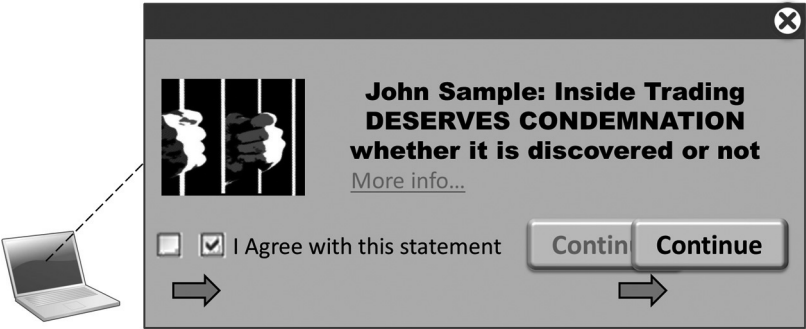 John Sample: Inside Trading
DESERVES CONDEMNATION
whether it is discovered or not
More info...
I Agree with this statement
Contin
Continue